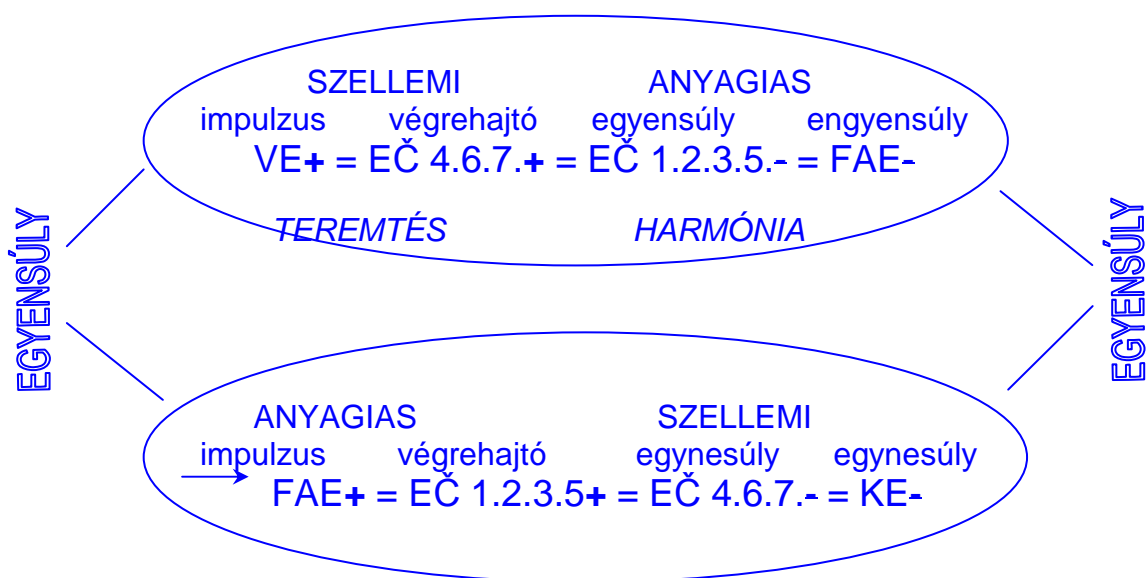 SZELLEMI ANYAGIAS
impulzus végrehajtó egyensúly engyensúly
VE+ = EČ 4.6.7.+ = EČ 1.2.3.5.- = FAE-
TEREMTÉS HARMÓNIA
EGYENSÚLY
EGYENSÚLY
ANYAGIAS SZELLEMI
impulzus végrehajtó egynesúly egynesúly
FAE+ = EČ 1.2.3.5+ = EČ 4.6.7.- = KE-